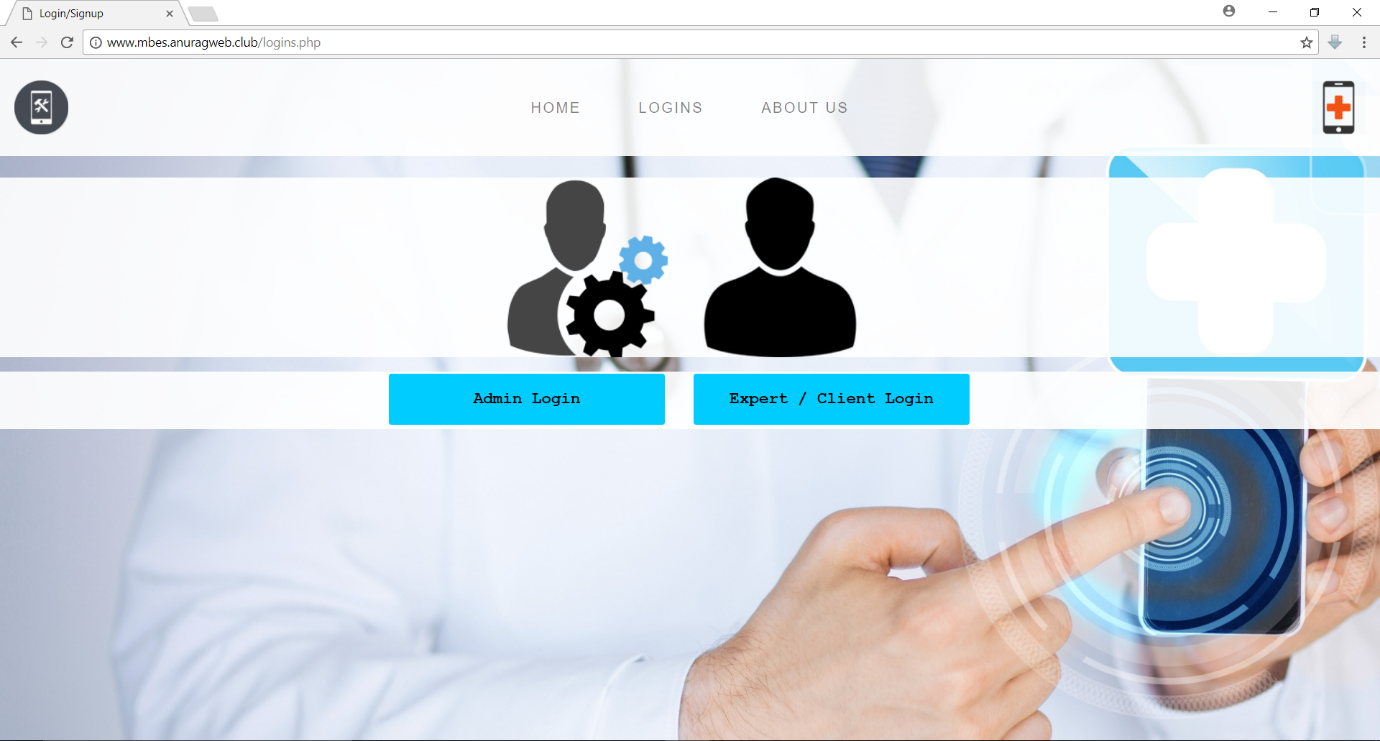 Login/Signup
www.mbes.anuragweb.club/logins.php
HOME LOGINS ABOUT US
Admin Login Expert / Client Login